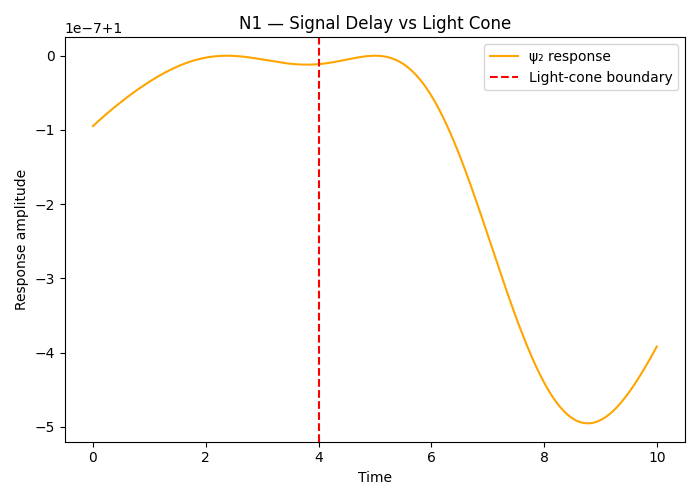 N1 — Signal Delay vs Light Cone
1e−7+1
ψ₂ response
Light-cone boundary
Response amplitude
0
−1
−2
−3
−4
−5
0 2 4 6 8 10
Time